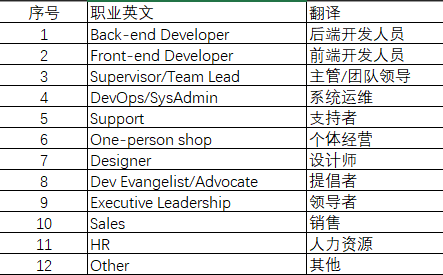 序号 职业英文 翻译
1 Back-end Developer 后端开发人员
2 Front-end Developer 前端开发人员
3 Supervisor/Team Lead 主管/团队领导
4 DevOps/SysAdmin 系统运维
5 Support 支持者
6 One-person shop 个体经营
7 Designer 设计师
8 Dev Evangelist/Advocate 提倡者
9 Executive Leadership 领导者
10 Sales 销售
11 HR 人力资源
12 Other 其他